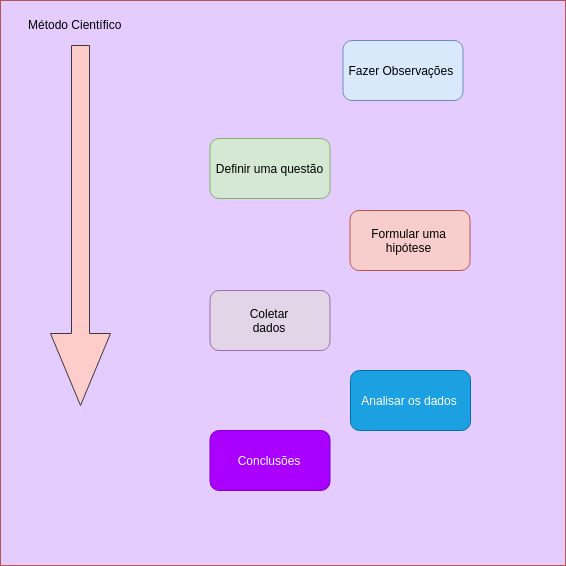 Método Científico
Fazer Observações
Definir uma questão
Formular uma
hipótese
Coletar
dados
Analisar os dados
Conclusões